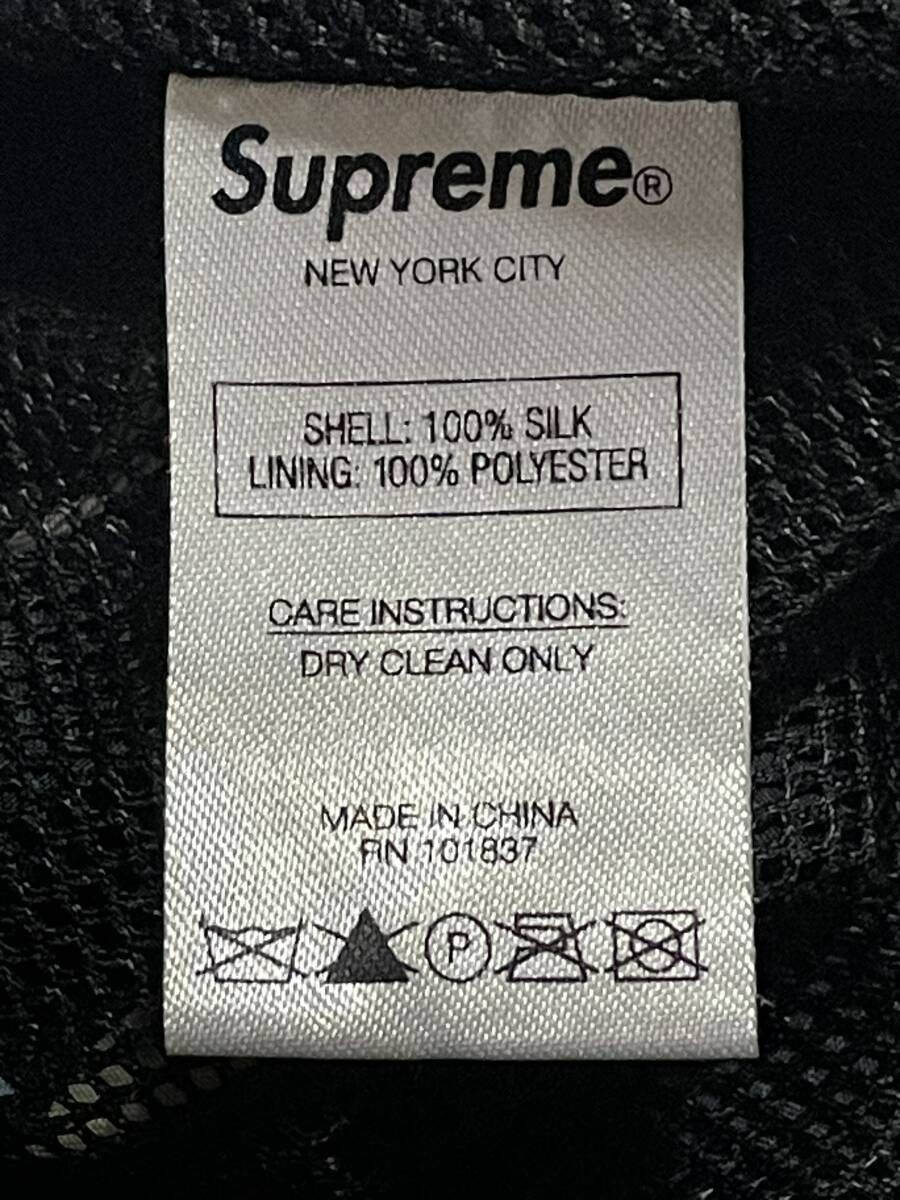 Supreme®
NEW YORK CITY
SHELL: 100% SILK
LINING: 100% POLYESTER
CARE INSTRUCTIONS:
DRY CLEAN ONLY
MADE IN CHINA
RN 101837
P